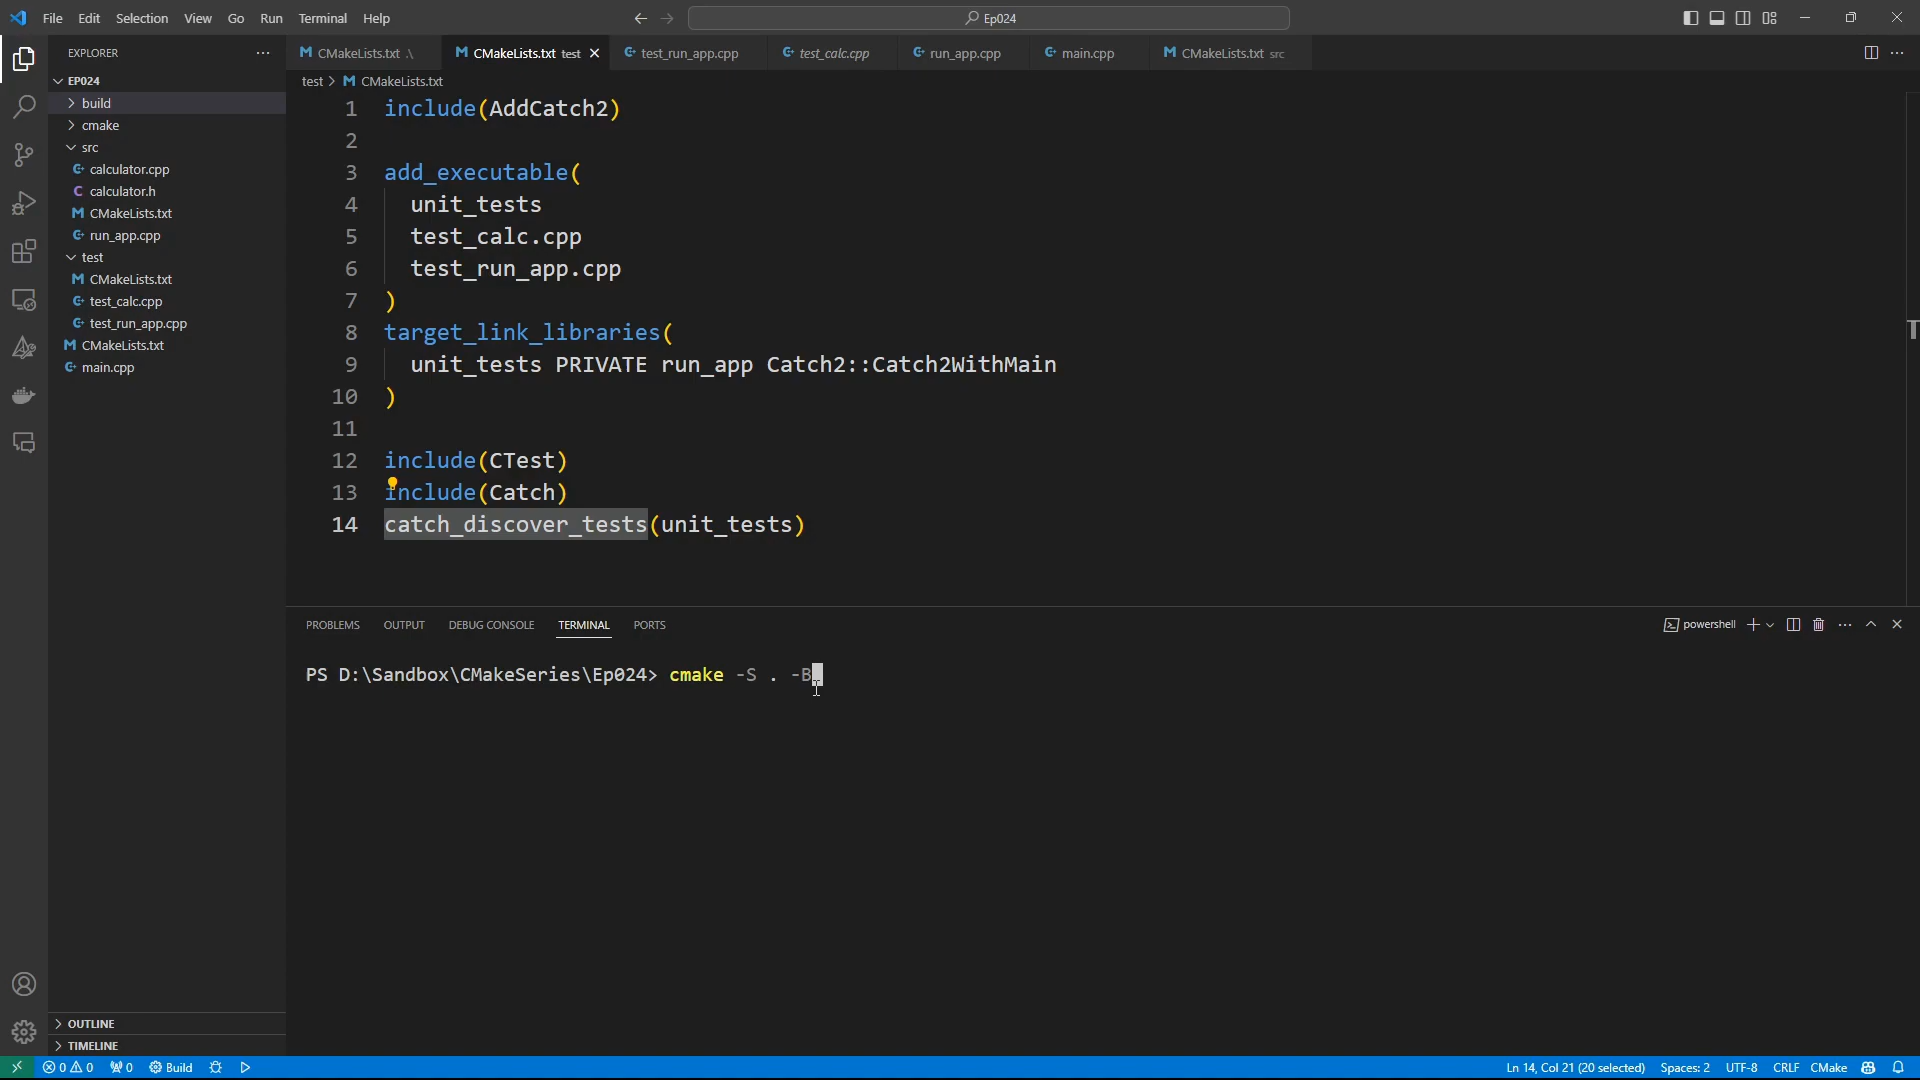 File Edit Selection View Go Run Terminal Help
Ep024
EXPLORER
EP024
build
cmake
src
calculator.cpp
calculator.h
CMakeLists.txt
run_app.cpp
test
CMakeLists.txt
test_calc.cpp
test_run_app.cpp
CMakeLists.txt
main.cpp
OUTLINE
TIMELINE
CMakeLists.txt .\ CMakeLists.txt test test_run_app.cpp test_calc.cpp run_app.cpp main.cpp CMakeLists.txt src
test > CMakeLists.txt
1 include(AddCatch2)
2
3 add_executable(
4 unit_tests
5 test_calc.cpp
6 test_run_app.cpp
7 )
8 target_link_libraries(
9 unit_tests PRIVATE run_app Catch2::Catch2WithMain
10 )
11
12 include(CTest)
13 include(Catch)
14 catch_discover_tests(unit_tests)
PROBLEMS OUTPUT DEBUG CONSOLE TERMINAL PORTS
powershell
PS D:\Sandbox\CMakeSeries\Ep024> cmake -S . -B
0 0 0 Build
Ln 14, Col 21 (20 selected) Spaces: 2 UTF-8 CRLF CMake